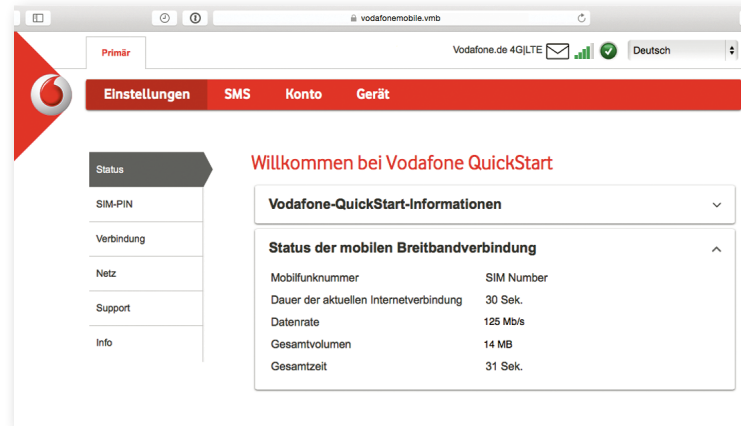 vodafonemobile.vmb
Primär
Vodafone.de 4G|LTE
Deutsch
Einstellungen SMS Konto Gerät
Status
SIM-PIN
Verbindung
Netz
Support
Info
Willkommen bei Vodafone QuickStart
Vodafone-QuickStart-Informationen
Status der mobilen Breitbandverbindung
Mobilfunknummer SIM Number
Dauer der aktuellen Internetverbindung 30 Sek.
Datenrate 125 Mb/s
Gesamtvolumen 14 MB
Gesamtzeit 31 Sek.